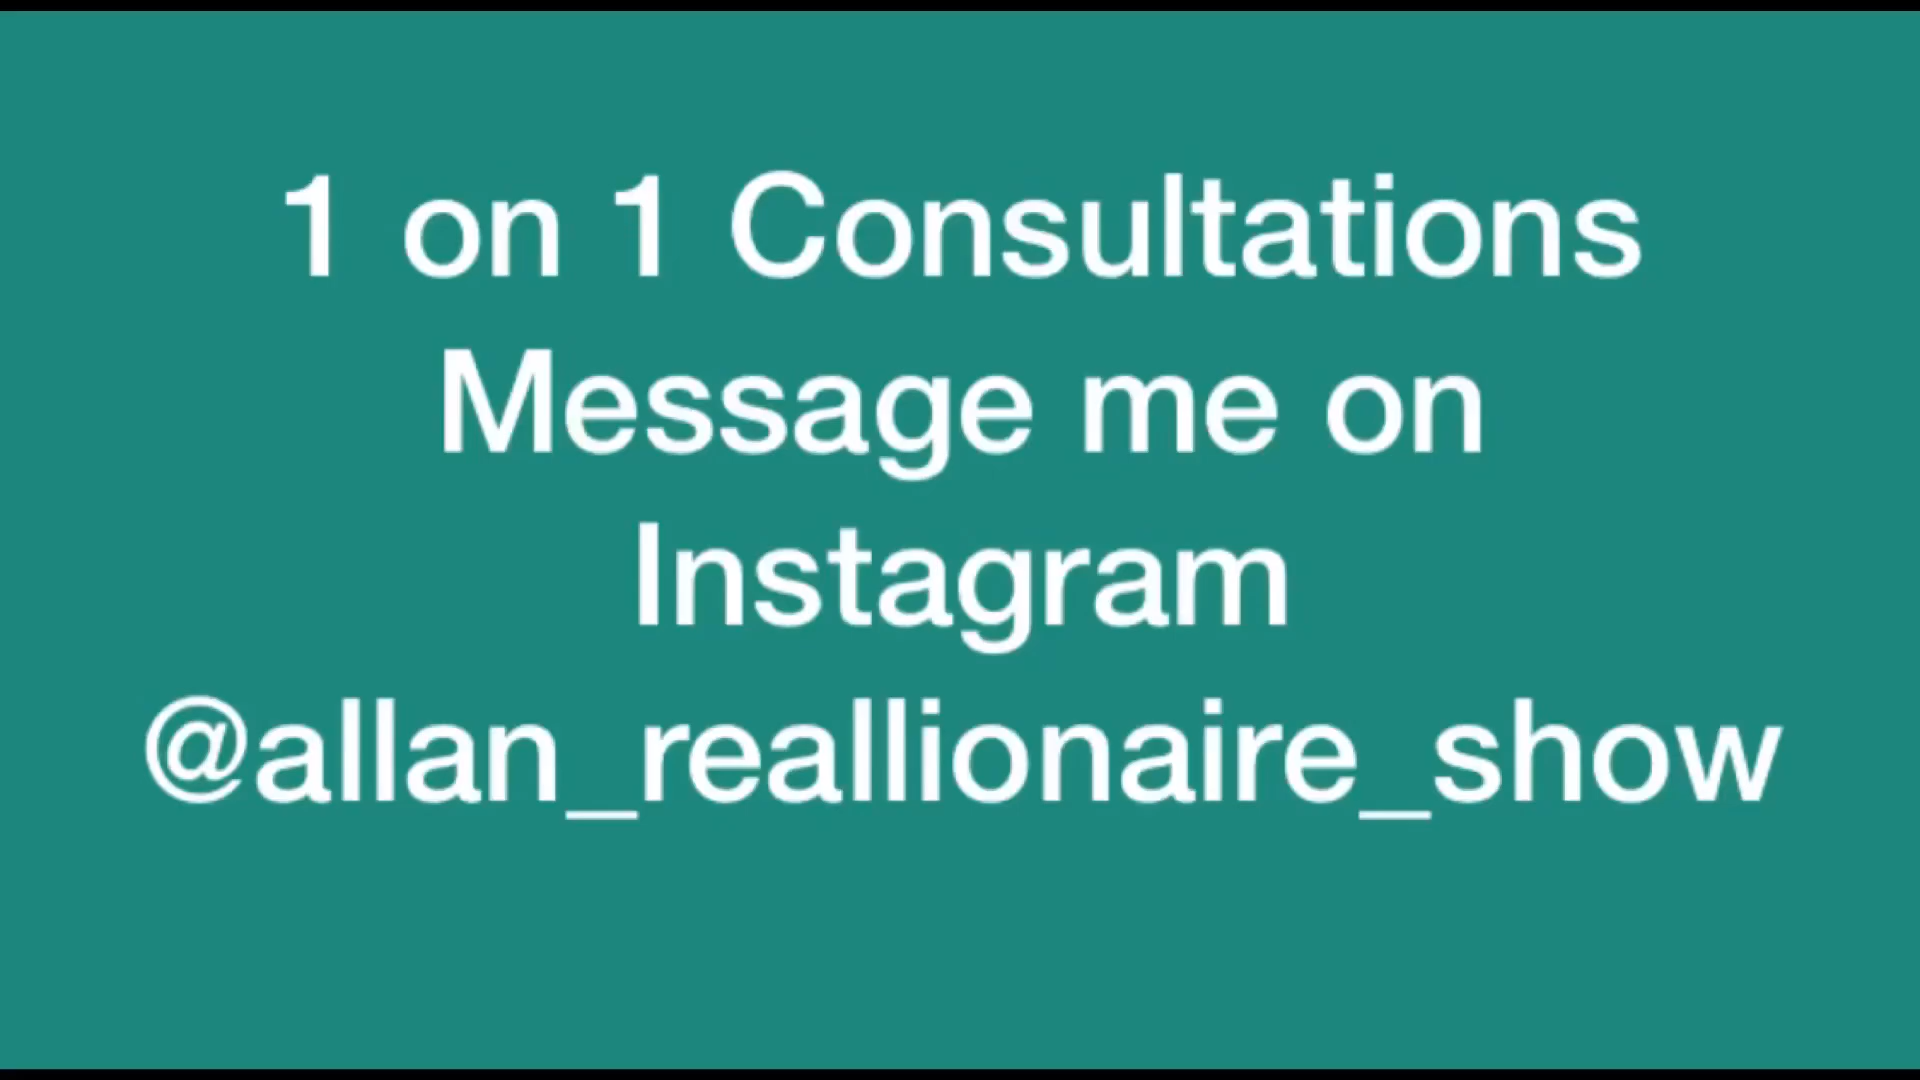 1 on 1 Consultations
Message me on
Instagram
@allan_reallionaire_show